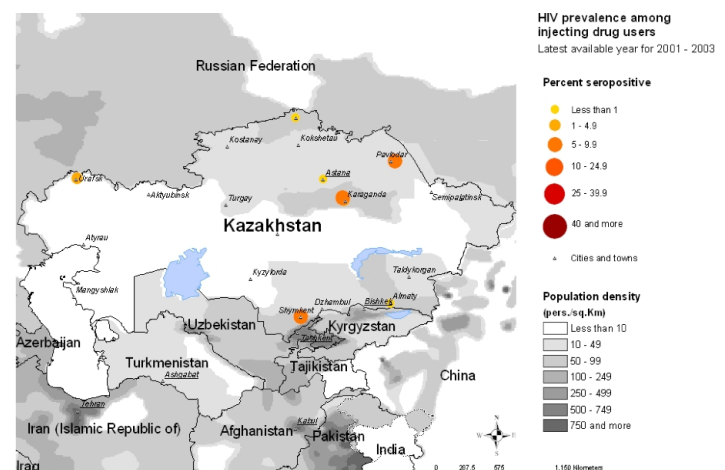 HIV prevalence among
injecting drug users
Latest available year for 2001 - 2003
Percent seropositive
Less than 1
1 - 4.9
5 - 9.9
10 - 24.9
25 - 39.9
40 and more
Cities and towns
Population density
(pers./sq.Km)
Less than 10
10 - 49
50 - 99
100 - 249
250 - 499
500 - 749
750 and more
Russian Federation
Kostanay
Kokshetau
Pavlodar
Astana
Uralsk
Aktyubinsk
Turgay
Karaganda
Semipalatinsk
Kazakhstan
Atyrau
Mangyshlak
Kyzylorda
Taldykorgan
Dzhambul
Bishkek
Almaty
Shymkent
Uzbekistan
Kyrgyzstan
Tashkent
Azerbaijan
Turkmenistan
Ashgabat
Tajikistan
China
Tehran
Iran (Islamic Republic of)
Afghanistan
Kabul
Pakistan
India
Iraq
N
W
E
S
0 287.5 575 1,150 Kilometers